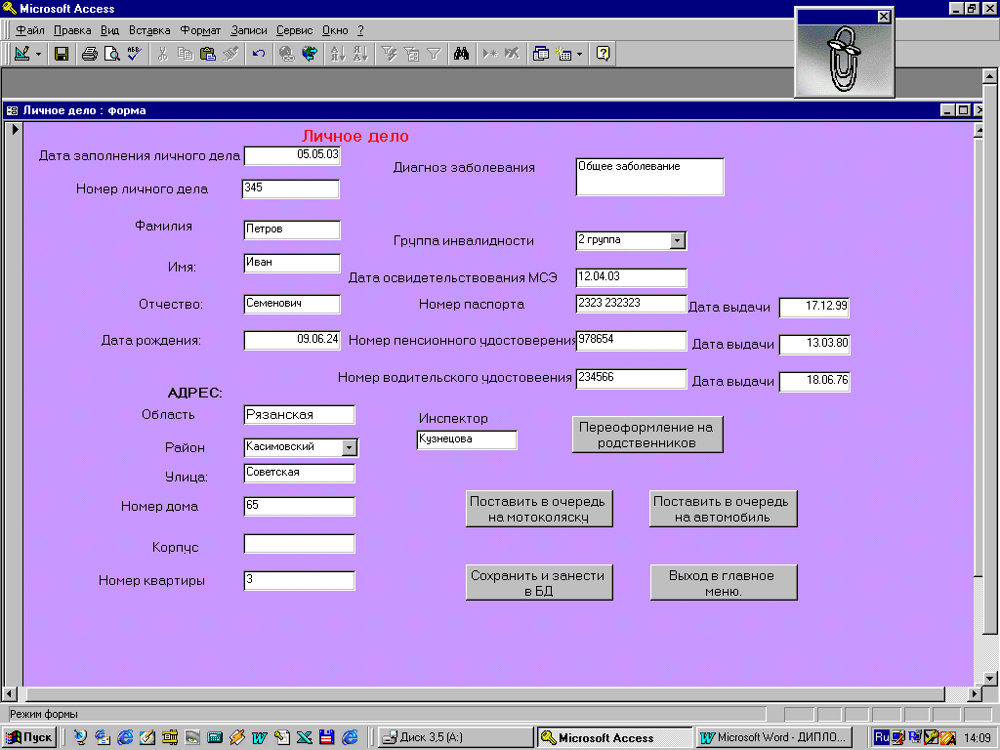 Microsoft Access
Файл Правка Вид Вставка Формат Записи Сервис Окно ?
Личное дело : форма
Личное дело
Дата заполнения личного дела 05.05.03
Диагноз заболевания Общее заболевание
Номер личного дела 345
Фамилия Петров
Группа инвалидности 2 группа
Имя: Иван
Дата освидетельствования МСЭ 12.04.03
Отчество: Семенович
Номер паспорта 2323 232323 Дата выдачи 17.12.99
Дата рождения: 09.06.24
Номер пенсионного удостоверения 978654 Дата выдачи 13.03.80
Номер водительского удостовеения 234566 Дата выдачи 18.06.76
АДРЕС:
Область Рязанская
Инспектор
Кузнецова
Переоформление на
родственников
Район Касимовский
Улица: Советская
Номер дома 65
Поставить в очередь
на мотоколяску
Поставить в очередь
на автомобиль
Корпус
Номер квартиры 3
Сохранить и занести
в БД
Выход в главное
меню.
Режим формы
Пуск
Диск 3,5 (A:)
Microsoft Access
Microsoft Word - ДИПЛО...
Ru
14:09